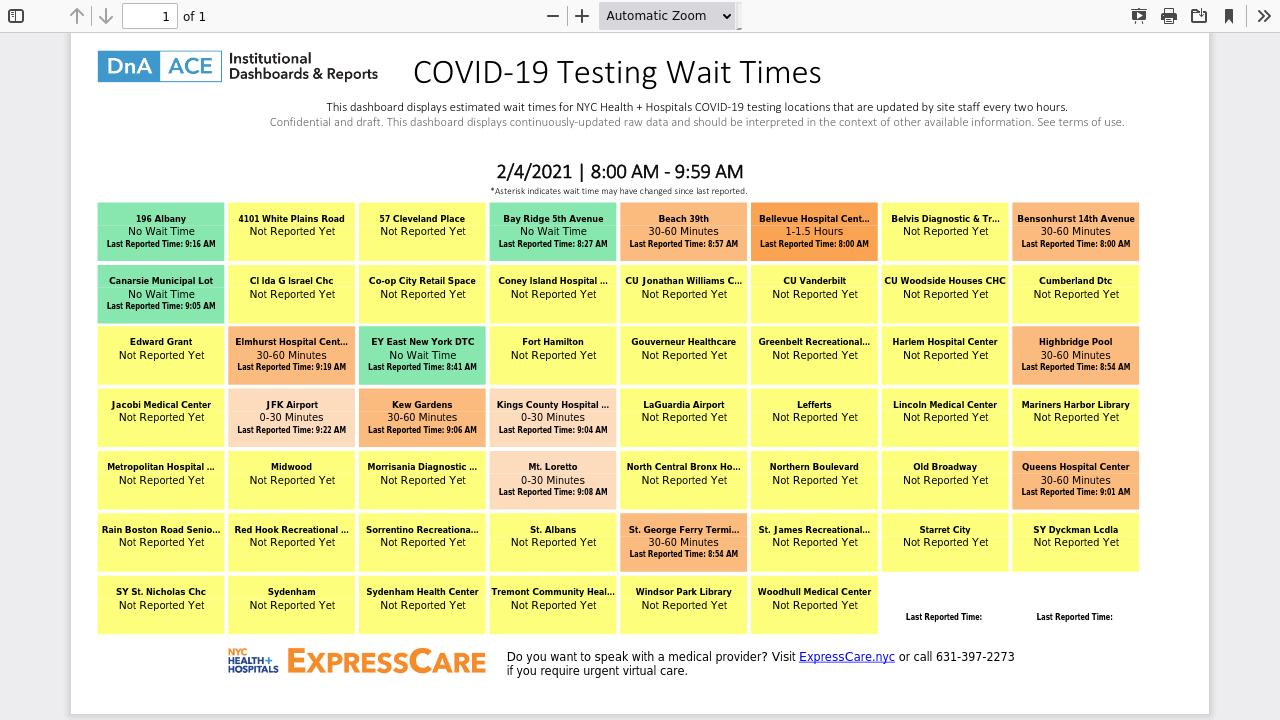 1 of 1 Automatic Zoom
DnA ACE Institutional
Dashboards & Reports
COVID-19 Testing Wait Times
This dashboard displays estimated wait times for NYC Health + Hospitals COVID-19 testing locations that are updated by site staff every two hours.
Confidential and draft. This dashboard displays continuously-updated raw data and should be interpreted in the context of other available information. See terms of use.
2/4/2021 | 8:00 AM - 9:59 AM
*Asterisk indicates wait time may have changed since last reported.
196 Albany
No Wait Time
Last Reported Time: 9:16 AM
4101 White Plains Road
Not Reported Yet
57 Cleveland Place
Not Reported Yet
Bay Ridge 5th Avenue
No Wait Time
Last Reported Time: 8:27 AM
Beach 39th
30-60 Minutes
Last Reported Time: 8:57 AM
Bellevue Hospital Cent...
1-1.5 Hours
Last Reported Time: 8:00 AM
Belvis Diagnostic & Tr...
Not Reported Yet
Bensonhurst 14th Avenue
30-60 Minutes
Last Reported Time: 8:00 AM
Canarsie Municipal Lot
No Wait Time
Last Reported Time: 9:05 AM
CI Ida G Israel Chc
Not Reported Yet
Co-op City Retail Space
Not Reported Yet
Coney Island Hospital ...
Not Reported Yet
CU Jonathan Williams C...
Not Reported Yet
CU Vanderbilt
Not Reported Yet
CU Woodside Houses CHC
Not Reported Yet
Cumberland Dtc
Not Reported Yet
Edward Grant
Not Reported Yet
Elmhurst Hospital Cent...
30-60 Minutes
Last Reported Time: 9:19 AM
EY East New York DTC
No Wait Time
Last Reported Time: 8:41 AM
Fort Hamilton
Not Reported Yet
Gouverneur Healthcare
Not Reported Yet
Greenbelt Recreational...
Not Reported Yet
Harlem Hospital Center
Not Reported Yet
Highbridge Pool
30-60 Minutes
Last Reported Time: 8:54 AM
Jacobi Medical Center
Not Reported Yet
JFK Airport
0-30 Minutes
Last Reported Time: 9:22 AM
Kew Gardens
30-60 Minutes
Last Reported Time: 9:06 AM
Kings County Hospital ...
0-30 Minutes
Last Reported Time: 9:04 AM
LaGuardia Airport
Not Reported Yet
Lefferts
Not Reported Yet
Lincoln Medical Center
Not Reported Yet
Mariners Harbor Library
Not Reported Yet
Metropolitan Hospital ...
Not Reported Yet
Midwood
Not Reported Yet
Morrisania Diagnostic ...
Not Reported Yet
Mt. Loretto
0-30 Minutes
Last Reported Time: 9:08 AM
North Central Bronx Ho...
Not Reported Yet
Northern Boulevard
Not Reported Yet
Old Broadway
Not Reported Yet
Queens Hospital Center
30-60 Minutes
Last Reported Time: 9:01 AM
Rain Boston Road Senio...
Not Reported Yet
Red Hook Recreational ...
Not Reported Yet
Sorrentino Recreationa...
Not Reported Yet
St. Albans
Not Reported Yet
St. George Ferry Termi...
30-60 Minutes
Last Reported Time: 8:54 AM
St. James Recreational...
Not Reported Yet
Starret City
Not Reported Yet
SY Dyckman Lcdla
Not Reported Yet
SY St. Nicholas Chc
Not Reported Yet
Sydenham
Not Reported Yet
Sydenham Health Center
Not Reported Yet
Tremont Community Heal...
Not Reported Yet
Windsor Park Library
Not Reported Yet
Woodhull Medical Center
Not Reported Yet
Last Reported Time:
Last Reported Time:
NYC
HEALTH+
HOSPITALS
EXPRESSCARE
Do you want to speak with a medical provider? Visit ExpressCare.nyc or call 631-397-2273
if you require urgent virtual care.